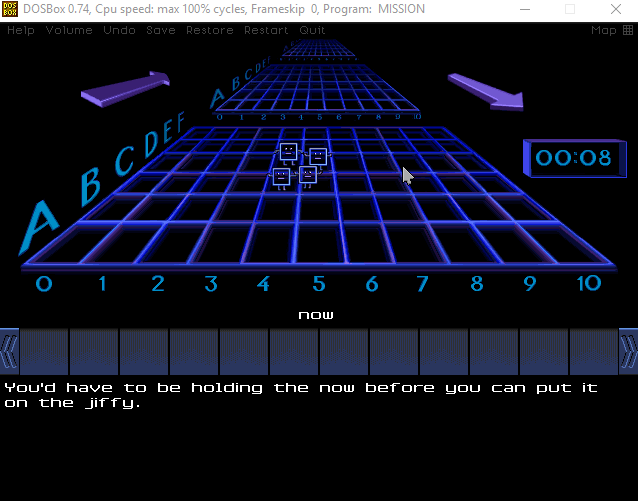 DOSBox 0.74, Cpu speed: max 100% cycles, Frameskip 0, Program: MISSION
Help Volume Undo Save Restore Restart Quit Map
A B C D E F
0 1 2 3 4 5 6 7 8 9 10
A B C D E F
00:08
0 1 2 3 4 5 6 7 8 9 10
now
You'd have to be holding the now before you can put it
on the jiffy.